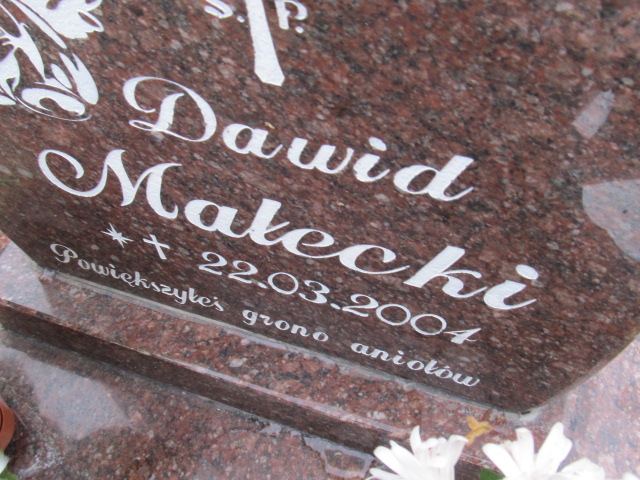 Ś. P.
Dawid
Małecki
* † 22.03.2004
Powiększyłeś grono aniołów